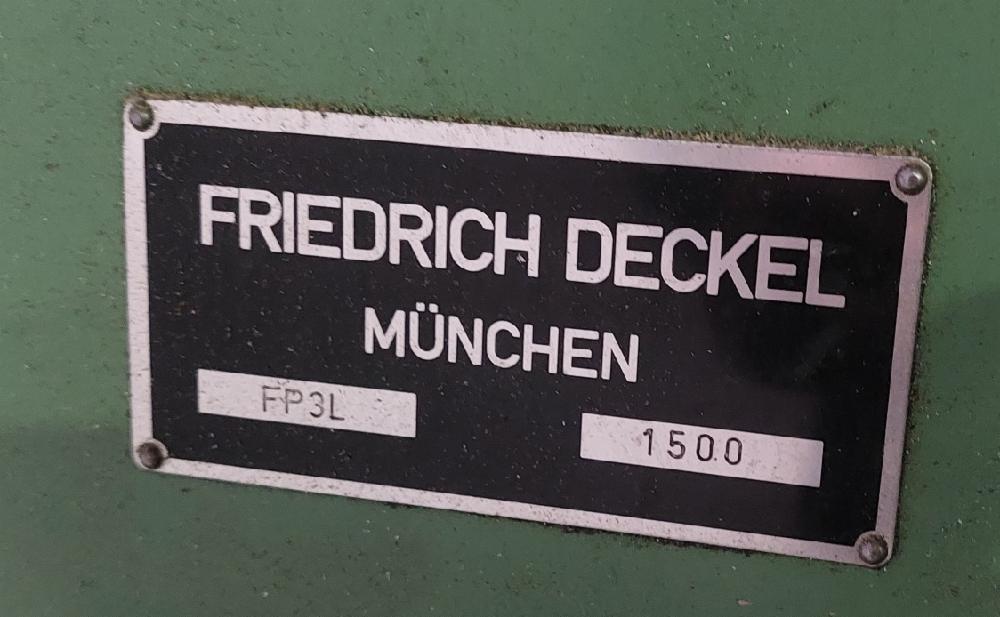 FRIEDRICH DECKEL
MÜNCHEN
FP3L 1500